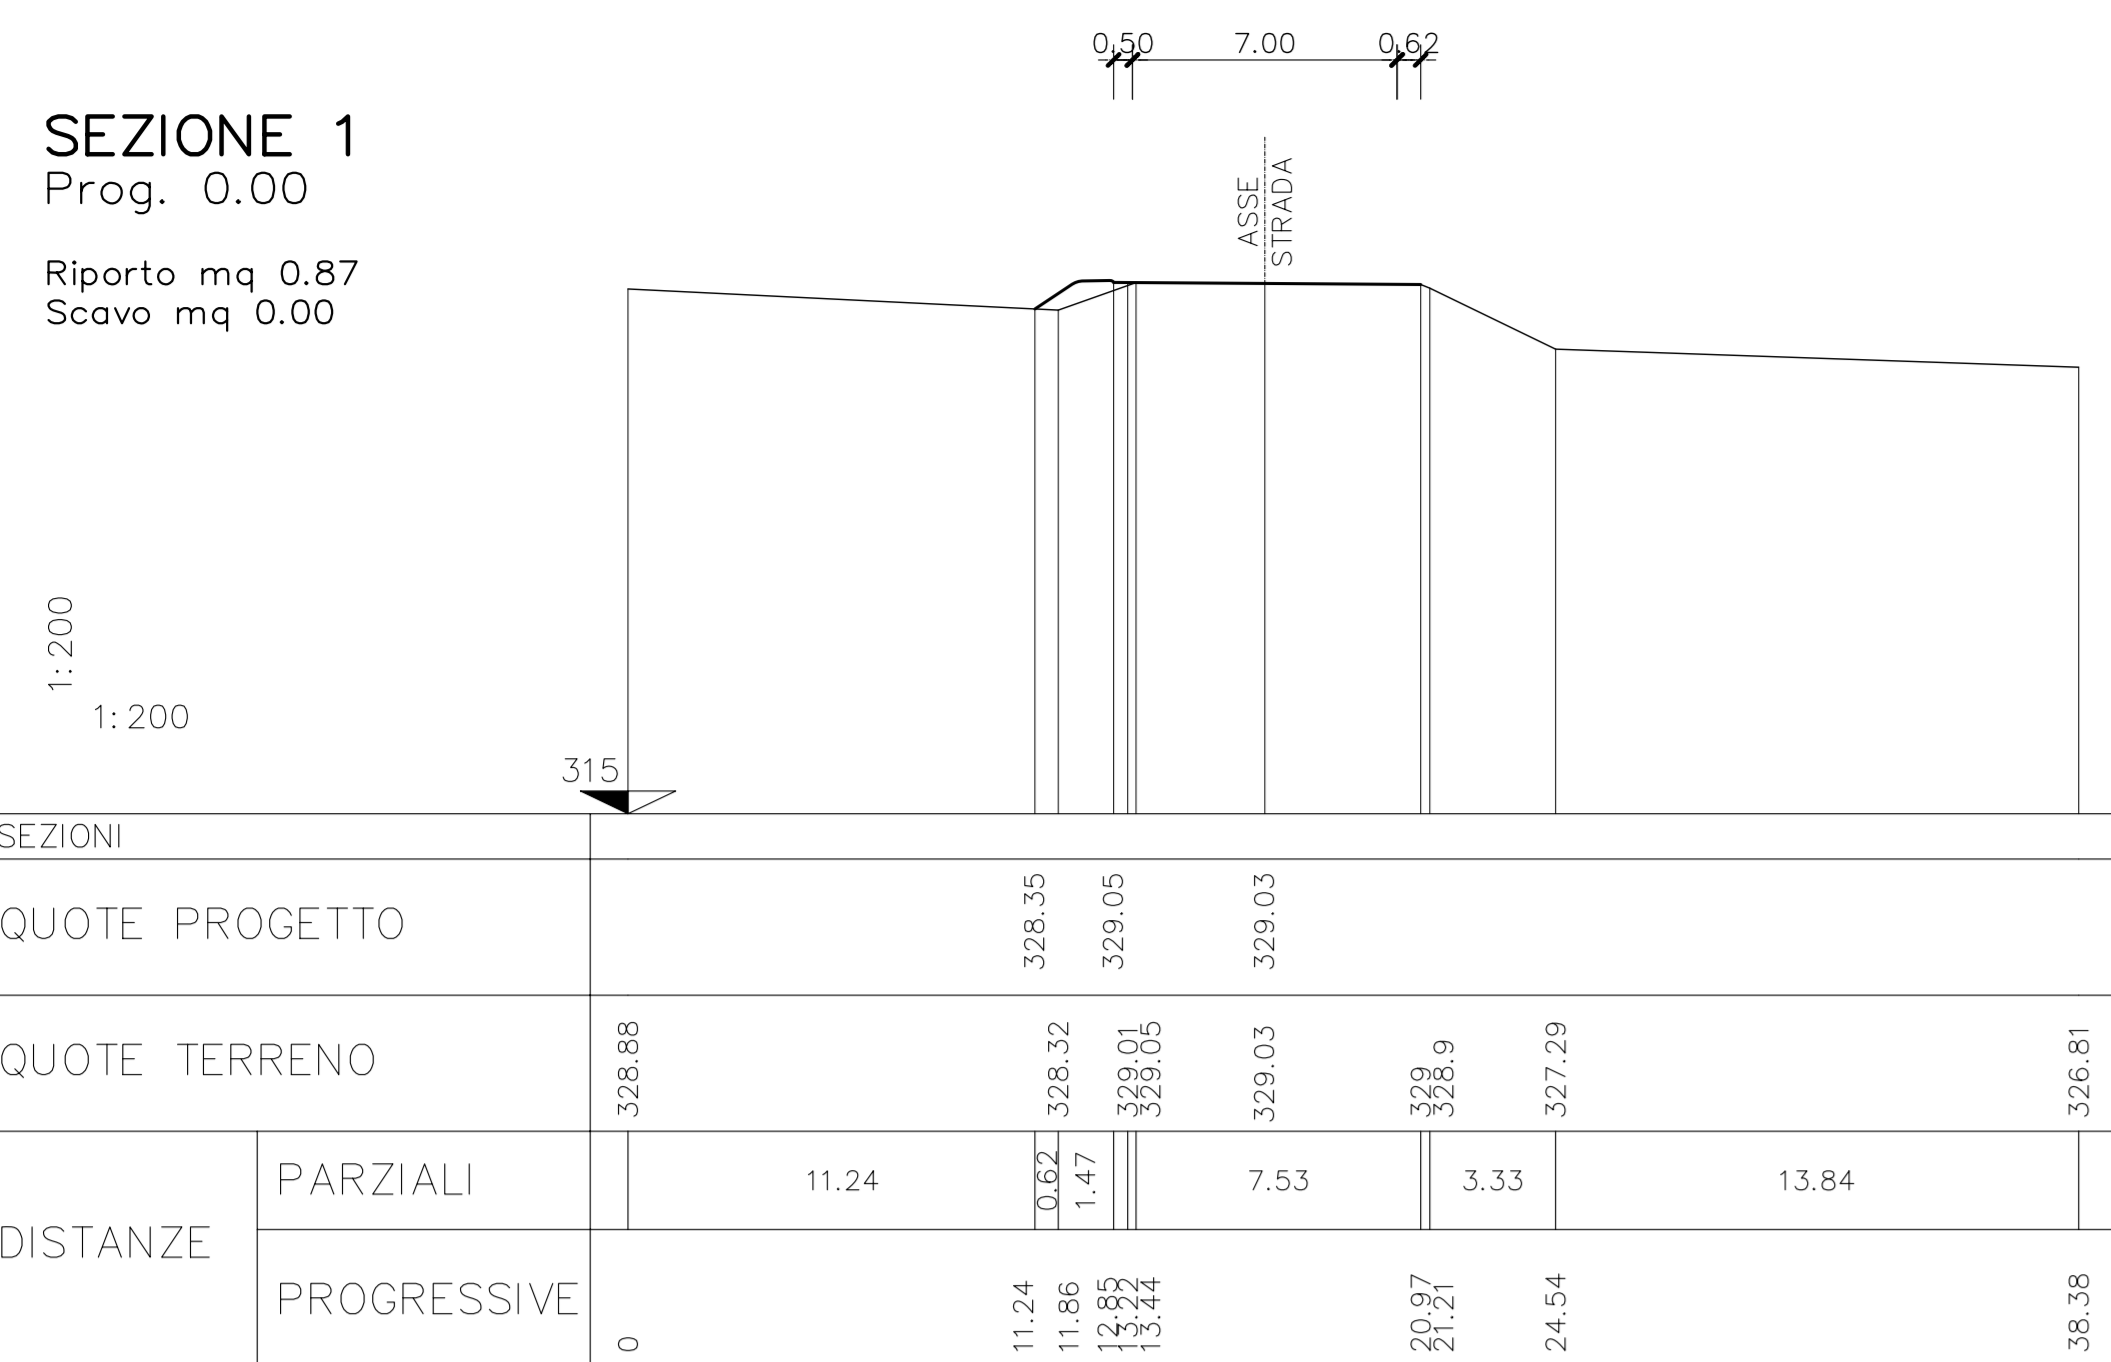 0.50 7.00 0.62
SEZIONE 1
Prog. 0.00
Riporto mq 0.87
Scavo mq 0.00
ASSE
STRADA
1:200
1:200
315
SEZIONI
QUOTE PROGETTO 328.35 329.05 329.03
QUOTE TERRENO 328.88 328.32 329.01 329.05 329.03 329 328.9 327.29 326.81
DISTANZE
PARZIALI 11.24 0.62 1.47 7.53 3.33 13.84
PROGRESSIVE 0 11.24 11.86 12.85 13.22 13.44 20.97 21.21 24.54 38.38